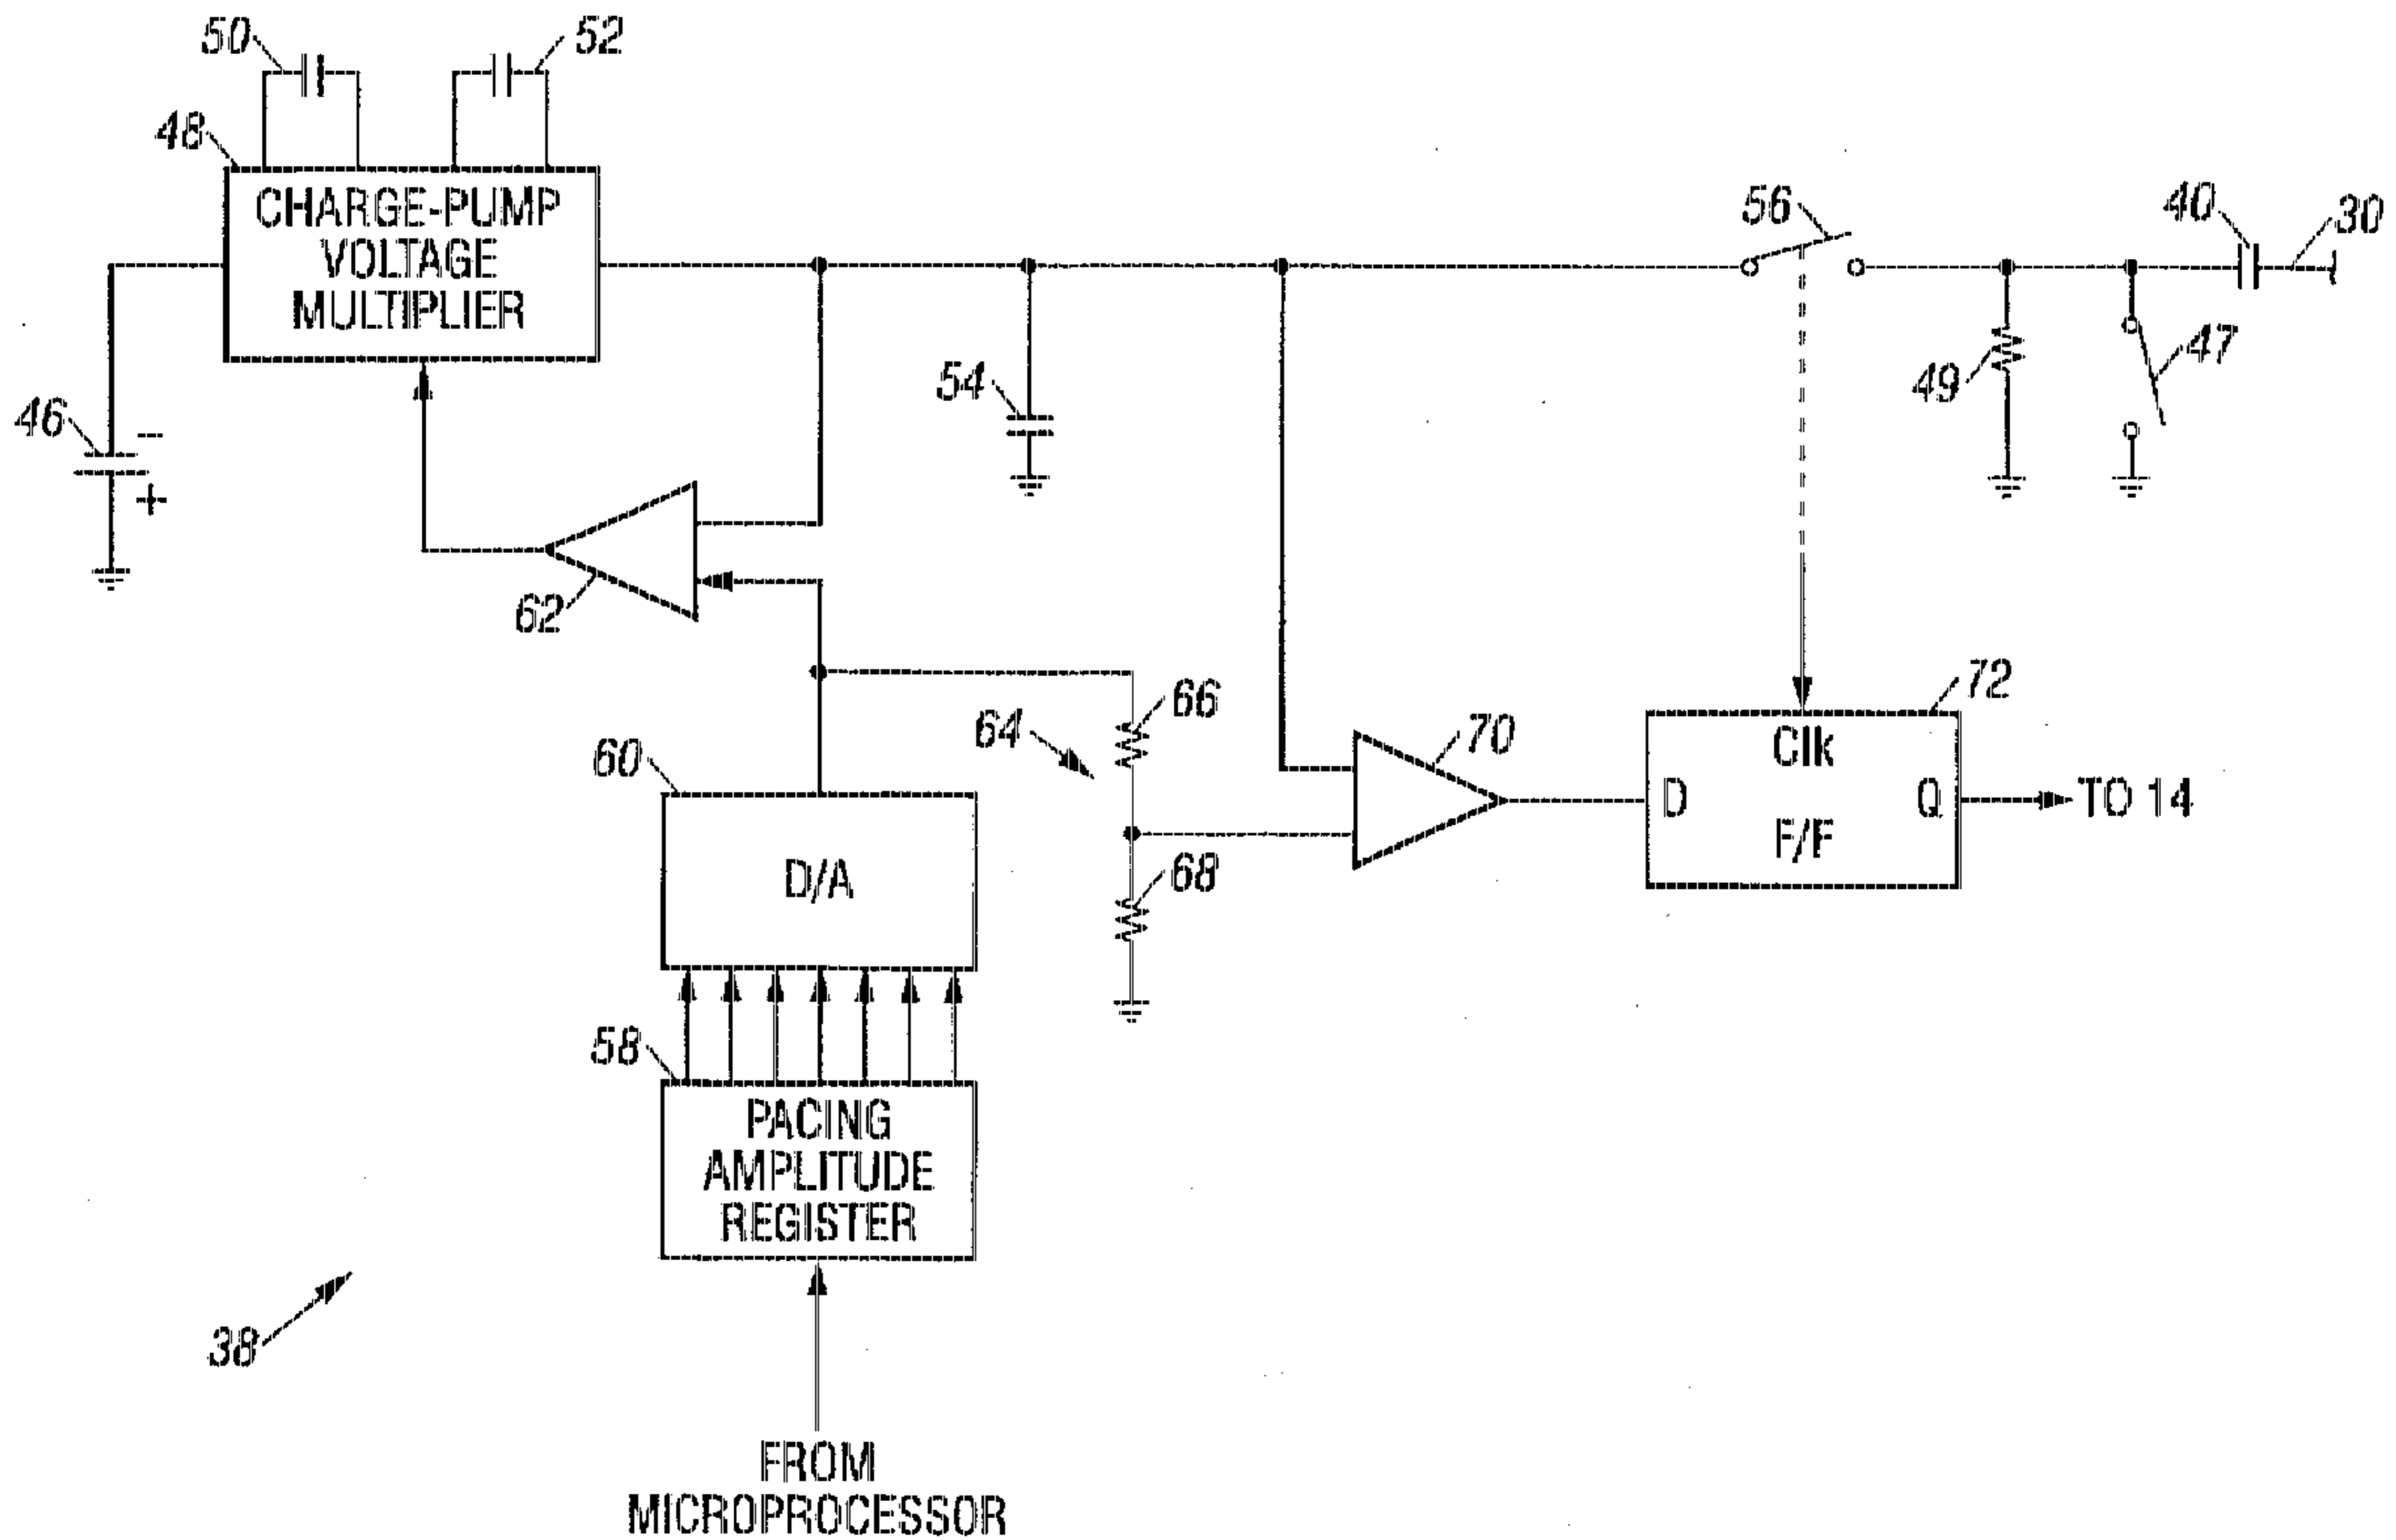 50
52
48
CHARGE-PUMP
VOLTAGE
MULTIPLIER
56
40
30
46
-
+
54
49
47
62
64
66
72
60
70
Clk
D
Q
TO 14
F/F
D/A
68
58
PACING
AMPLITUDE
REGISTER
38
FROM
MICROPROCESSOR